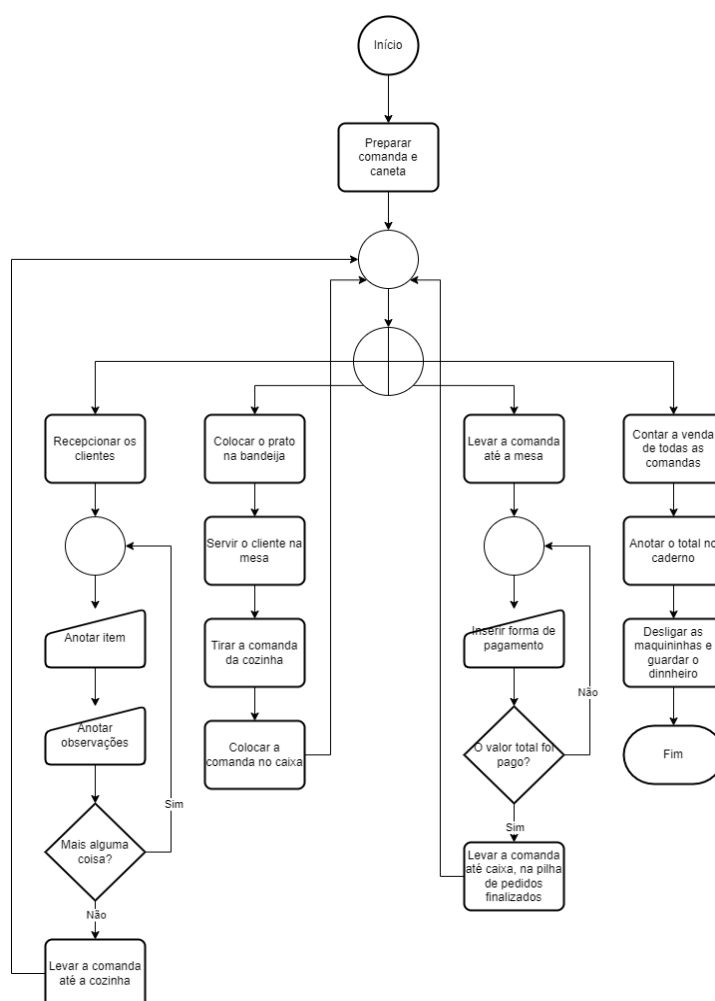 Início
Preparar
comanda e
caneta
Recepcionar os
clientes
Anotar item
Anotar
observações
Mais alguma
coisa?
Sim
Não
Levar a comanda
até a cozinha
Colocar o prato
na bandeija
Servir o cliente na
mesa
Tirar a comanda
da cozinha
Colocar a
comanda no caixa
Levar a comanda
até a mesa
Inserir forma de
pagamento
O valor total foi
pago?
Não
Sim
Levar a comanda
até caixa, na pilha
de pedidos
finalizados
Contar a venda
de todas as
comandas
Anotar o total no
caderno
Desligar as
maquininhas e
guardar o
dinnheiro
Fim